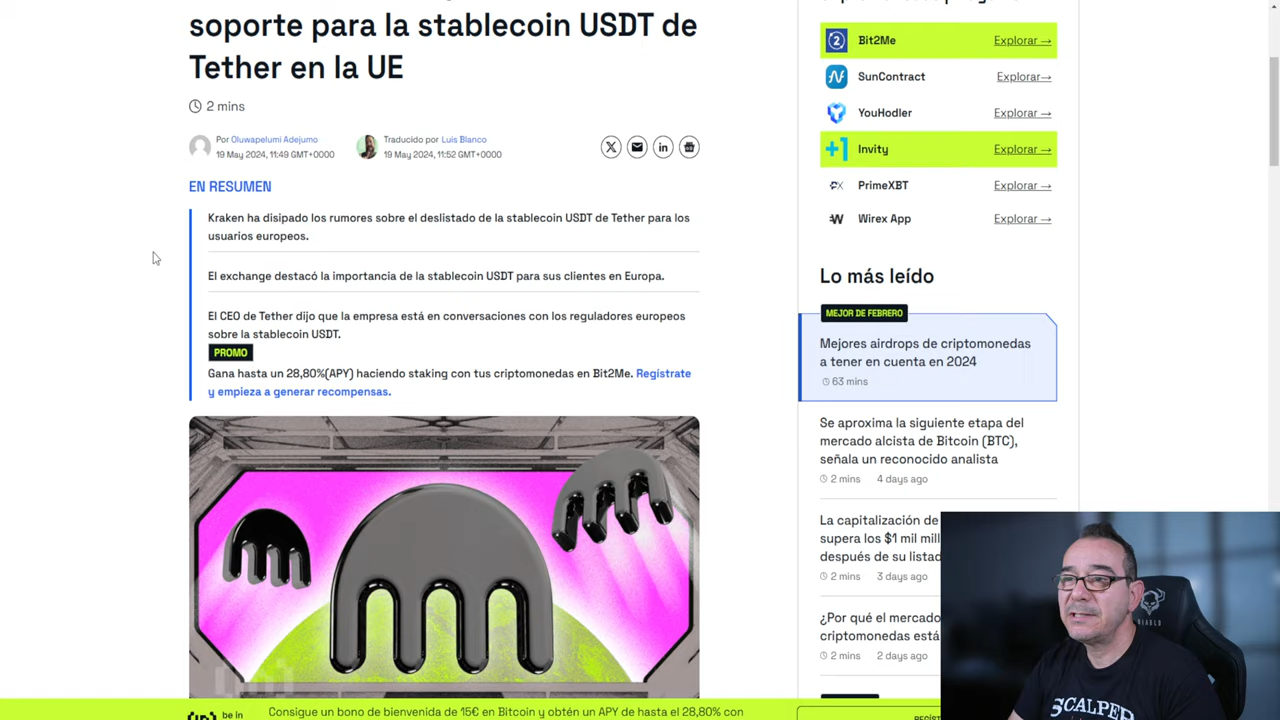 soporte para la stablecoin USDT de
Tether en la UE
2 mins
Por Oluwapelumi Adejumo
19 May 2024, 11:49 GMT+0000
Traducido por Luis Blanco
19 May 2024, 11:52 GMT+0000
EN RESUMEN
Kraken ha disipado los rumores sobre el deslistado de la stablecoin USDT de Tether para los
usuarios europeos.
El exchange destacó la importancia de la stablecoin USDT para sus clientes en Europa.
El CEO de Tether dijo que la empresa está en conversaciones con los reguladores europeos
sobre la stablecoin USDT.
PROMO
Gana hasta un 28,80%(APY) haciendo staking con tus criptomonedas en Bit2Me. Regístrate
y empieza a generar recompensas.
Bit2Me Explorar →
SunContract Explorar→
YouHodler Explorar →
Invity Explorar →
PrimeXBT Explorar →
Wirex App Explorar →
Lo más leído
MEJOR DE FEBRERO
Mejores airdrops de criptomonedas
a tener en cuenta en 2024
63 mins
Se aproxima la siguiente etapa del
mercado alcista de Bitcoin (BTC),
señala un reconocido analista
2 mins 4 days ago
La capitalización de
supera los $1 mil
después de su
2 mins 3 days ago
¿Por qué el mercado
criptomonedas
2 mins 2 days ago
be in
Consigue un bono de bienvenida de 15€ en Bitcoin y obtén un APY de hasta el 28,80% con
DIABLO
SCALPER